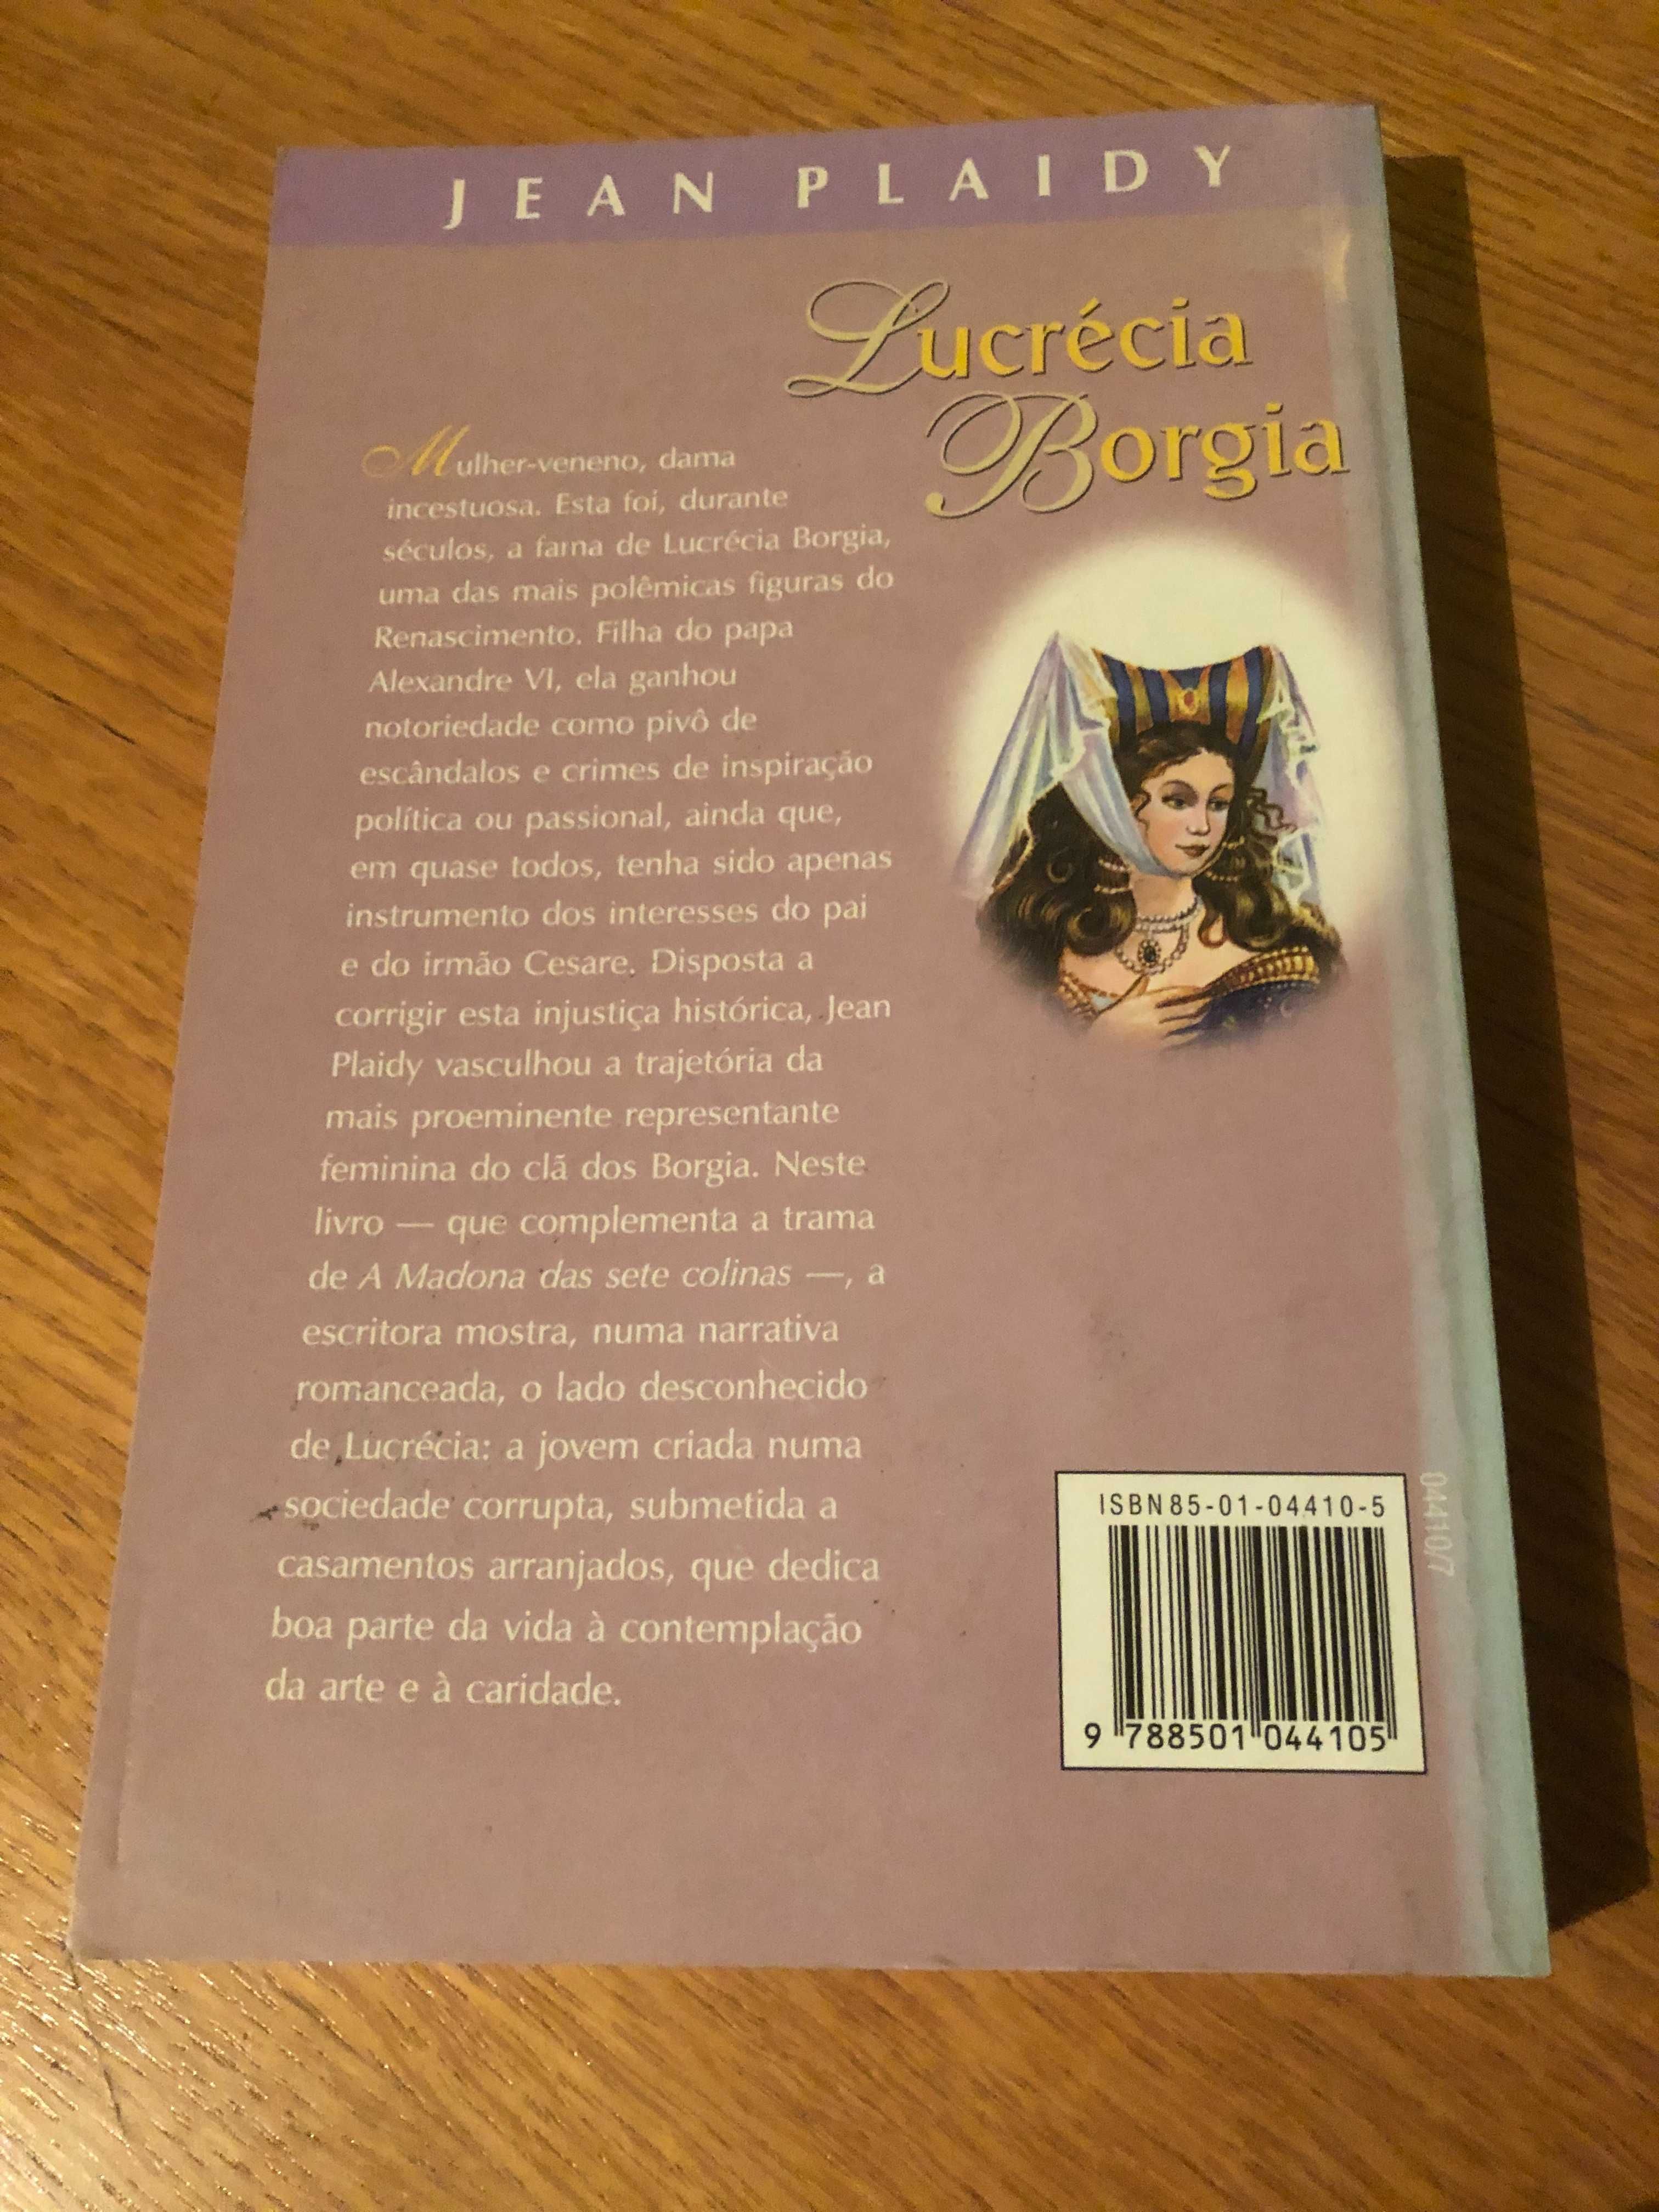 JEAN PLAIDY
Lucrécia
Borgia
Mulher-veneno, dama
incestuosa. Esta foi, durante
séculos, a fama de Lucrécia Borgia,
uma das mais polêmicas figuras do
Renascimento. Filha do papa
Alexandre VI, ela ganhou
notoriedade como pivô de
escândalos e crimes de inspiração
política ou passional, ainda que,
em quase todos, tenha sido apenas
instrumento dos interesses do pai
e do irmão Cesare. Disposta a
corrigir esta injustiça histórica, Jean
Plaidy vasculhou a trajetória da
mais proeminente representante
feminina do clã dos Borgia. Neste
livro — que complementa a trama
de A Madona das sete colinas —, a
escritora mostra, numa narrativa
romanceada, o lado desconhecido
de Lucrécia: a jovem criada numa
sociedade corrupta, submetida a
casamentos arranjados, que dedica
boa parte da vida à contemplação
da arte e à caridade.
ISBN 85-01-04410-5
9 788501 044105
04410/7